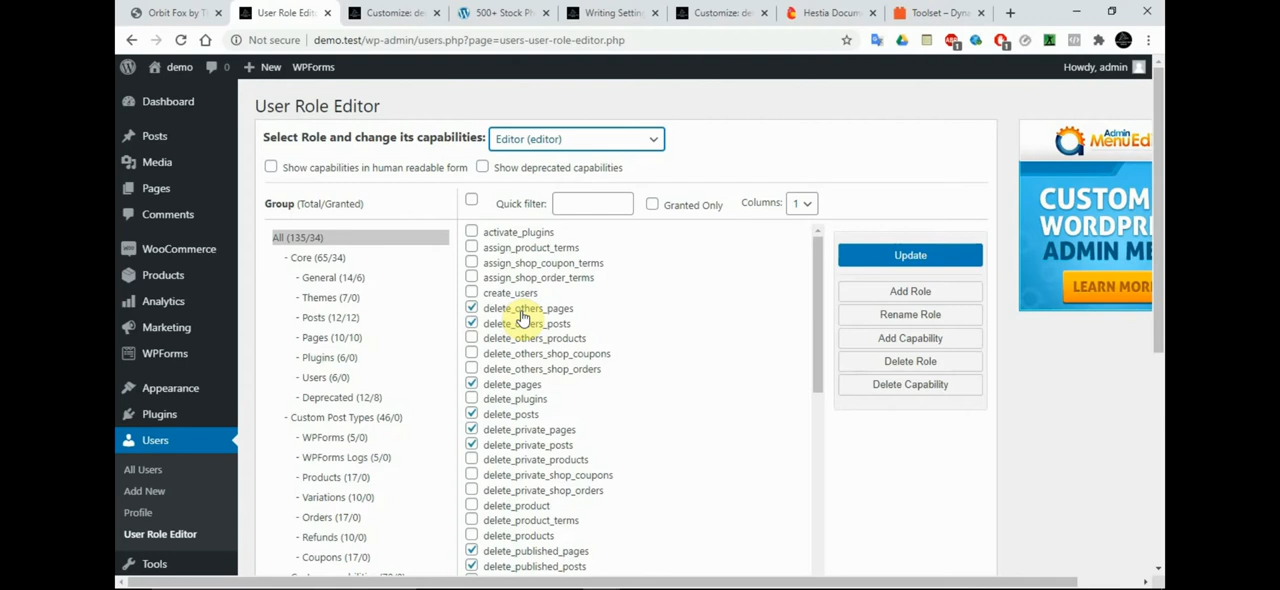 Orbit Fox by T
User Role Edit
Customize: de
500+ Stock Ph
Writing Settin
Customize: de
Hestia Docum
Toolset – Dyna
Not secure demo.test/wp-admin/users.php?page=users-user-role-editor.php
demo 0 New WPForms
Howdy, admin
Dashboard
Posts
Media
Pages
Comments
WooCommerce
Products
Analytics
Marketing
WPForms
Appearance
Plugins
Users
All Users
Add New
Profile
User Role Editor
Tools
User Role Editor
Select Role and change its capabilities: Editor (editor)
Show capabilities in human readable form Show deprecated capabilities
Group (Total/Granted)
Quick filter: Granted Only Columns: 1
All (135/34)
- Core (65/34)
- General (14/6)
- Themes (7/0)
- Posts (12/12)
- Pages (10/10)
- Plugins (6/0)
- Users (6/0)
- Deprecated (12/8)
- Custom Post Types (46/0)
- WPForms (5/0)
- WPForms Logs (5/0)
- Products (17/0)
- Variations (10/0)
- Orders (17/0)
- Refunds (10/0)
- Coupons (17/0)
activate_plugins
assign_product_terms
assign_shop_coupon_terms
assign_shop_order_terms
create_users
delete_others_pages
delete_others_posts
delete_others_products
delete_others_shop_coupons
delete_others_shop_orders
delete_pages
delete_plugins
delete_posts
delete_private_pages
delete_private_posts
delete_private_products
delete_private_shop_coupons
delete_private_shop_orders
delete_product
delete_product_terms
delete_products
delete_published_pages
delete_published_posts
Update
Add Role
Rename Role
Add Capability
Delete Role
Delete Capability
Admin
MenuEd
CUSTOM
WORDPRESS
ADMIN ME
LEARN MOR